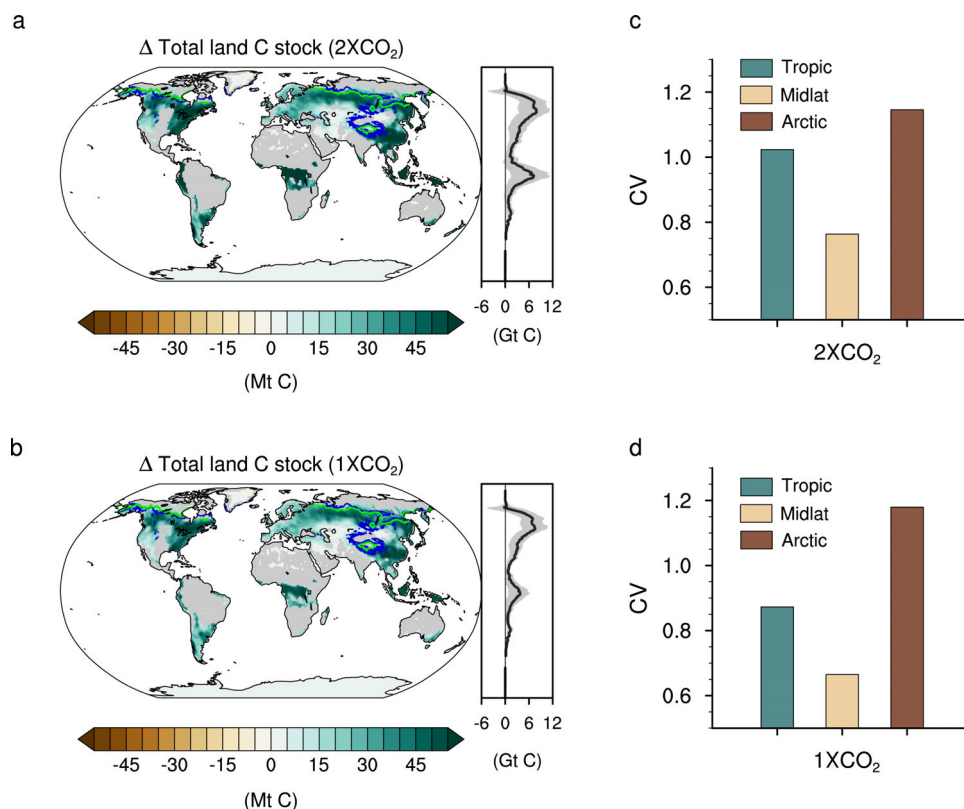 a
Δ Total land C stock (2XCO₂)
-6 0 6 12
(Gt C)
-45 -30 -15 0 15 30 45
(Mt C)
c
CV
1.2
1.0
0.8
0.6
Tropic
Midlat
Arctic
2XCO₂
b
Δ Total land C stock (1XCO₂)
-6 0 6 12
(Gt C)
-45 -30 -15 0 15 30 45
(Mt C)
d
CV
1.2
1.0
0.8
0.6
Tropic
Midlat
Arctic
1XCO₂